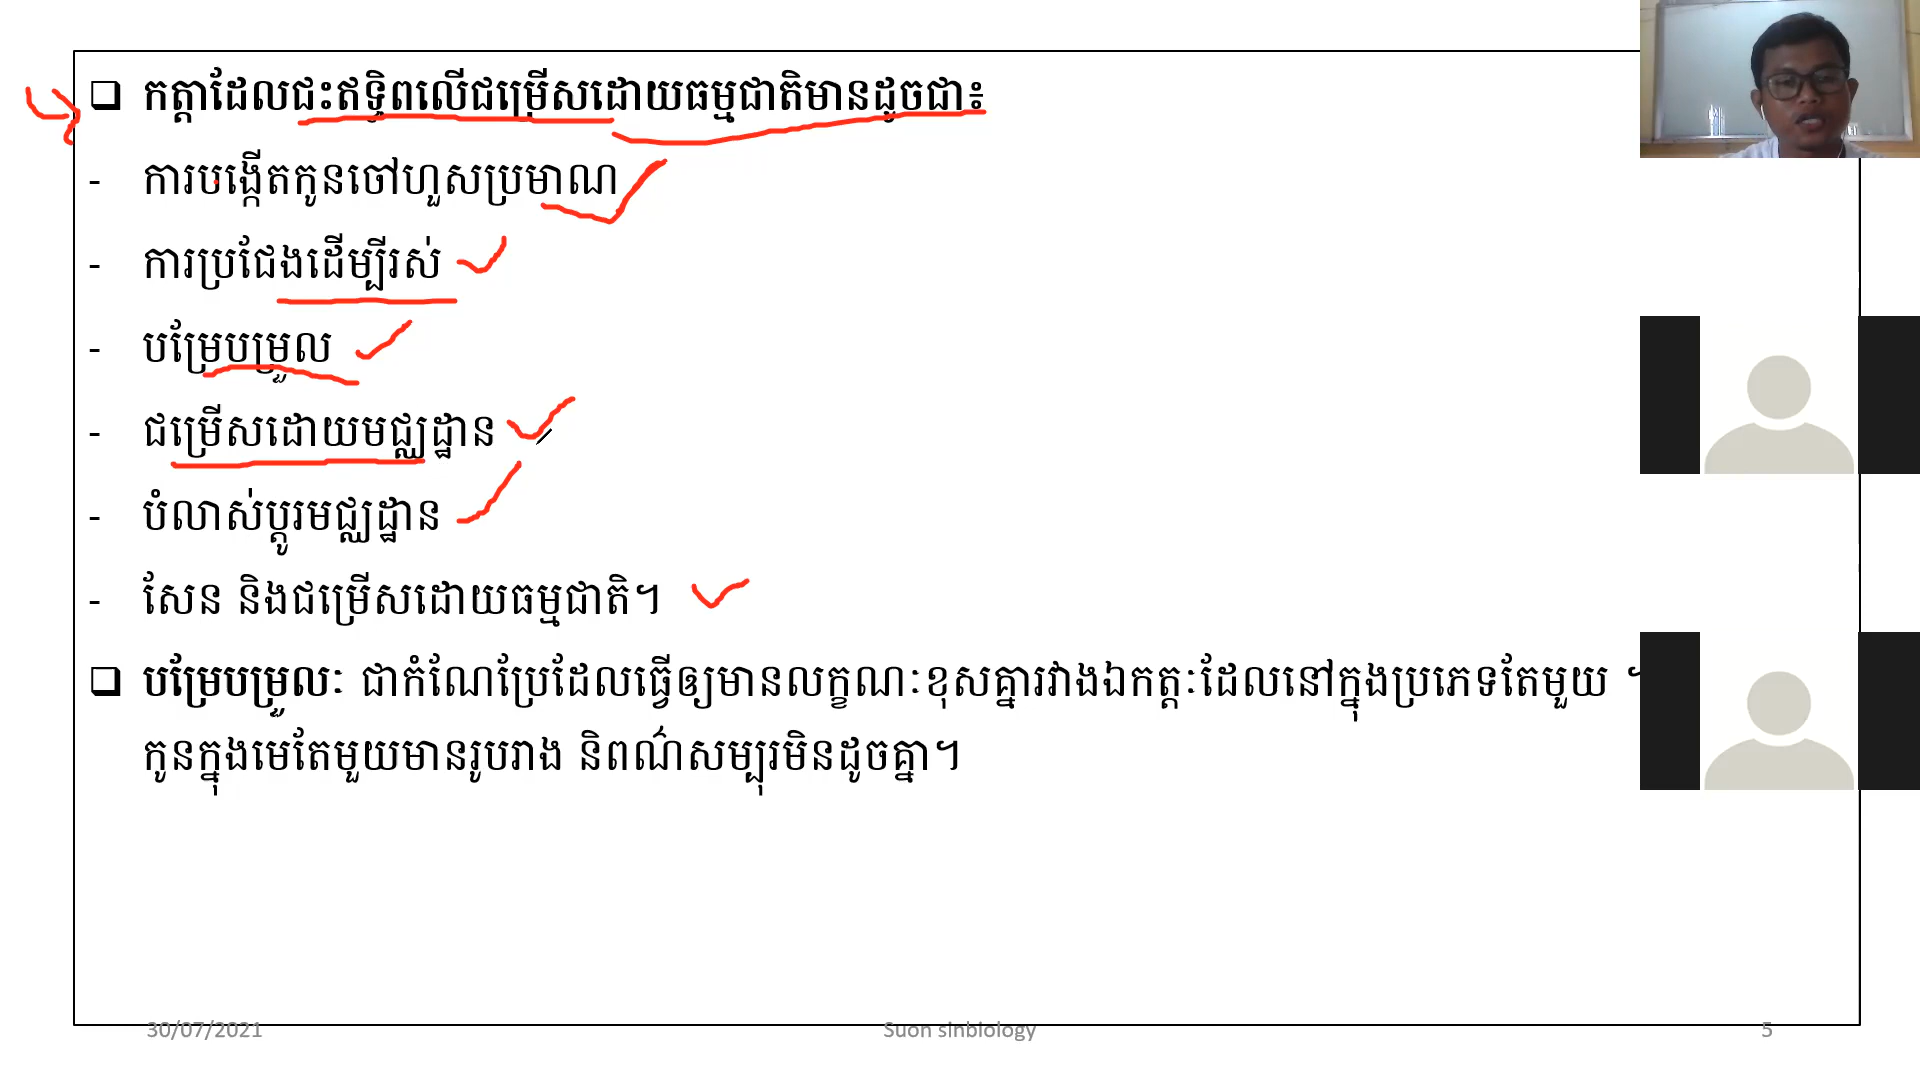 ❑ កត្តាដែលជះឥទ្ធិពលើជម្រើសដោយធម្មជាតិមានដូចជា៖
- ការបង្កើតកូនចៅហួសប្រមាណ
- ការប្រជែងដើម្បីរស់
- បម្រែបម្រួល
- ជម្រើសដោយមជ្ឈដ្ឋាន
- បំលាស់ប្តូរមជ្ឈដ្ឋាន
- សែន និងជម្រើសដោយធម្មជាតិ។
❑ បម្រែបម្រួលៈ ជាកំណែប្រែដែលធ្វើឲ្យមានលក្ខណៈខុសគ្នារវាងឯកត្តៈដែលនៅក្នុងប្រភេទតែមួយ ។
កូនក្នុងមេតែមួយមានរូបរាង និពណ៌សម្បុរមិនដូចគ្នា។
30/07/2021
Suon sinbiology
5